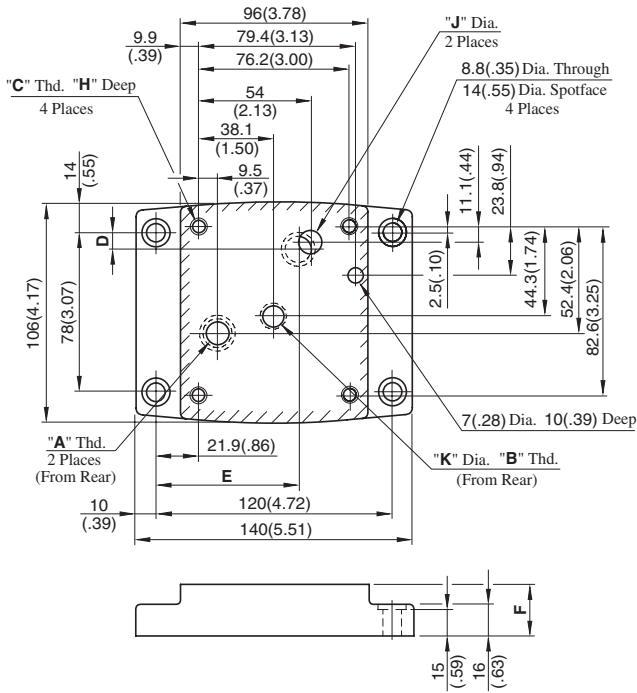 96(3.78)
9.9
(.39)
79.4(3.13)
76.2(3.00)
"J" Dia.
2 Places
"C" Thd. "H" Deep
4 Places
54
(2.13)
8.8(.35) Dia. Through
14(.55) Dia. Spotface
4 Places
38.1
(1.50)
9.5
(.37)
14
(.55)
11.1(.44)
23.8(.94)
D
106(4.17)
78(3.07)
2.5(.10)
44.3(1.74)
52.4(2.06)
82.6(3.25)
7(.28) Dia. 10(.39) Deep
"A" Thd.
2 Places
(From Rear)
21.9(.86)
"K" Dia. "B" Thd.
(From Rear)
E
10
(.39)
120(4.72)
140(5.51)
F
15
(.59)
16
(.63)